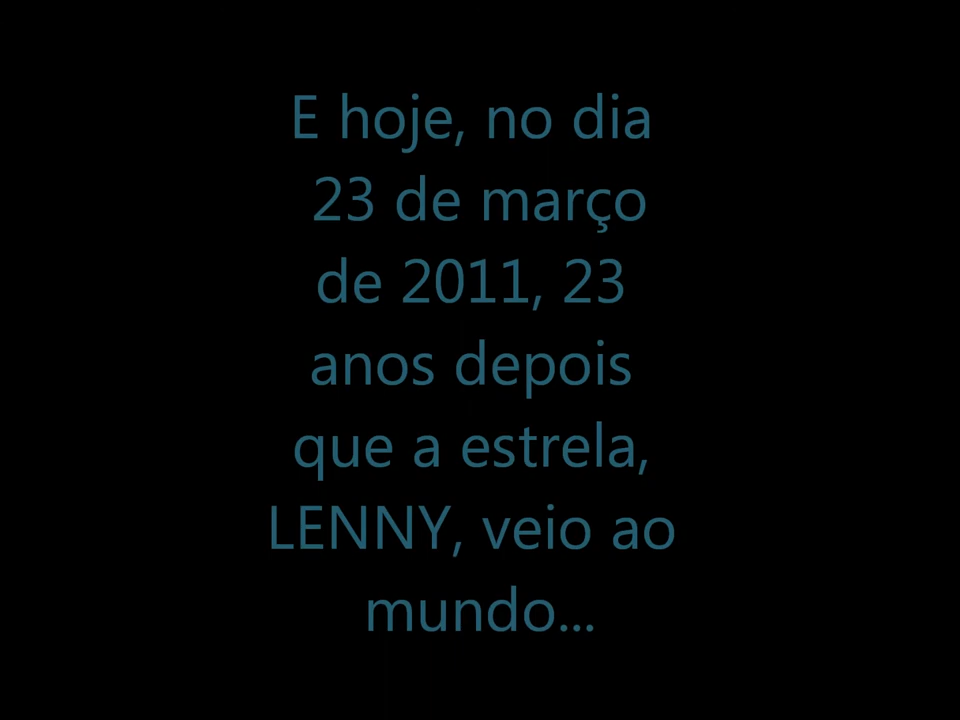 E hoje, no dia
23 de março
de 2011, 23
anos depois
que a estrela,
LENNY, veio ao
mundo...